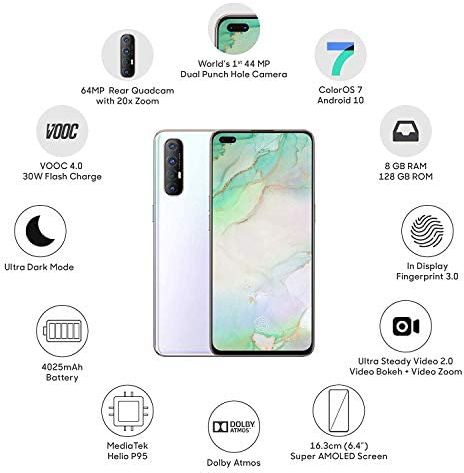 World's 1st 44 MP
Dual Punch Hole Camera
64MP Rear Quadcam
with 20x Zoom
7
ColorOS 7
Android 10
VOOC
VOOC 4.0
30W Flash Charge
8 GB RAM
128 GB ROM
Ultra Dark Mode
In Display
Fingerprint 3.0
4025mAh
Battery
Ultra Steady Video 2.0
Video Bokeh + Video Zoom
MediaTek
Helio P95
DOLBY
ATMOS
Dolby Atmos
16.3cm (6.4")
Super AMOLED Screen